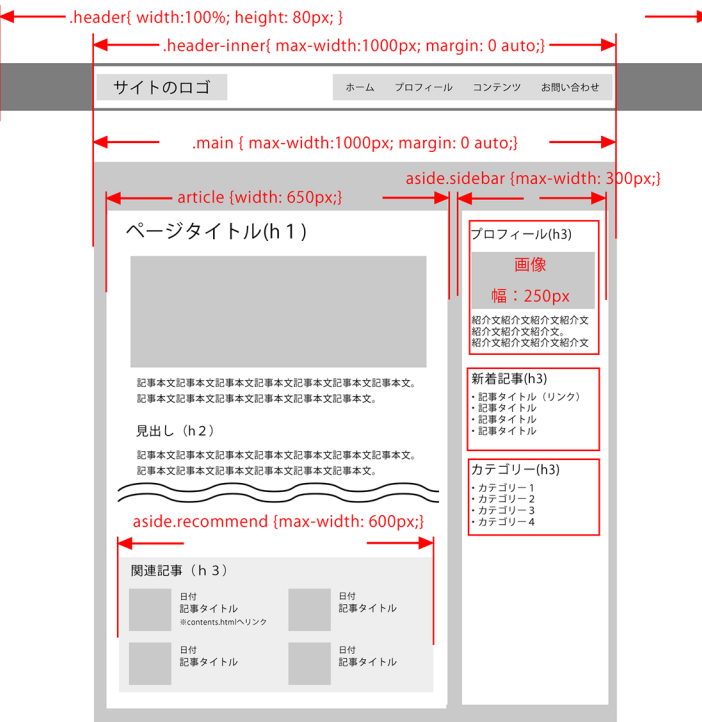 .header{ width:100%; height: 80px; }
.header-inner{ max-width:1000px; margin: 0 auto;}
サイトのロゴ
ホーム プロフィール コンテンツ お問い合わせ
.main { max-width:1000px; margin: 0 auto;}
article {width: 650px;}
ページタイトル(h１)
記事本文記事本文記事本文記事本文記事本文記事本文記事本文。
記事本文記事本文記事本文記事本文記事本文記事本文。
見出し（h２）
記事本文記事本文記事本文記事本文記事本文記事本文記事本文。
記事本文記事本文記事本文記事本文記事本文記事本文。
aside.recommend {max-width: 600px;}
関連記事（ｈ３）
日付
記事タイトル
※contents.htmlへリンク
日付
記事タイトル
日付
記事タイトル
日付
記事タイトル
aside.sidebar {max-width: 300px;}
プロフィール(h3)
画像
幅：250px
紹介文紹介文紹介文紹介文
紹介文紹介文紹介文。
紹介文紹介文紹介文紹介文
新着記事(h3)
・記事タイトル（リンク）
・記事タイトル
・記事タイトル
・記事タイトル
カテゴリー(h3)
・カテゴリー１
・カテゴリー２
・カテゴリー３
・カテゴリー４